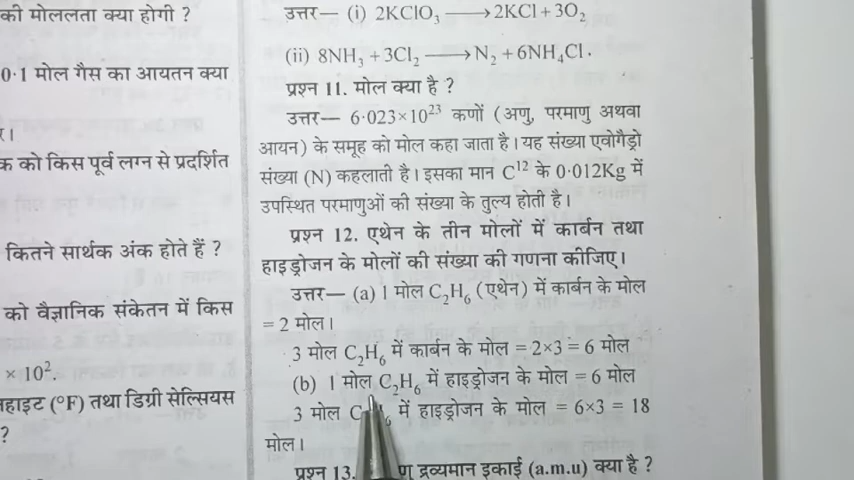 की मोललता क्या होगी ?
0·1 मोल गैस का आयतन क्या
र।
क को किस पूर्व लग्न से प्रदर्शित
कितने सार्थक अंक होते हैं ?
को वैज्ञानिक संकेतन में किस
× 10².
नहाइट (°F) तथा डिग्री सेल्सियस
?
उत्तर— (i) 2KClO₃ ⟶ 2KCl + 3O₂
(ii) 8NH₃ + 3Cl₂ ⟶ N₂ + 6NH₄Cl.
प्रश्न 11. मोल क्या है ?
उत्तर— 6·023×10²³ कणों (अणु, परमाणु अथवा
आयन) के समूह को मोल कहा जाता है। यह संख्या एवोगैड्रो
संख्या (N) कहलाती है। इसका मान C¹² के 0·012Kg में
उपस्थित परमाणुओं की संख्या के तुल्य होती है।
प्रश्न 12. एथेन के तीन मोलों में कार्बन तथा
हाइड्रोजन के मोलों की संख्या की गणना कीजिए।
उत्तर— (a) 1 मोल C₂H₆ (एथेन) में कार्बन के मोल
= 2 मोल।
3 मोल C₂H₆ में कार्बन के मोल = 2×3 = 6 मोल
(b) 1 मोल C₂H₆ में हाइड्रोजन के मोल = 6 मोल
3 मोल C ₆ में हाइड्रोजन के मोल = 6×3 = 18
मोल।
प्रश्न 13. द्रव्यमान इकाई (a.m.u) क्या है ?